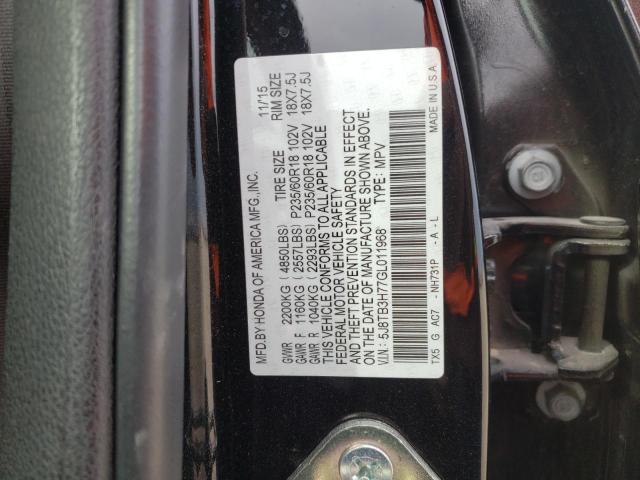 MFD.BY HONDA OF AMERICA MFG.,INC. 11/15
TIRE SIZE RIM SIZE
GVWR 2200KG (4850LBS)
GAWR F 1160KG (2557LBS) P235/60R18 102V 18X7.5J
GAWR R 1040KG (2293LBS) P235/60R18 102V 18X7.5J
THIS VEHICLE CONFORMS TO ALL APPLICABLE
FEDERAL MOTOR VEHICLE SAFETY
AND THEFT PREVENTION STANDARDS IN EFFECT
ON THE DATE OF MANUFACTURE SHOWN ABOVE.
V.I.N.: 5J8TB3H77GL011968 TYPE: MPV
TX5 G AC7 - NH731P - A - L MADE IN U.S.A